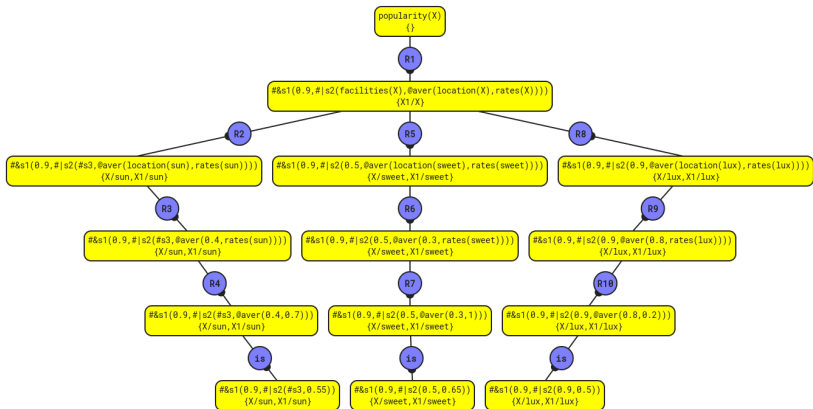 popularity(X)
{}
R1
#&s1(0.9,#|s2(facilities(X),@aver(location(X),rates(X))))
{X1/X}
R2
R5
R8
#&s1(0.9,#|s2(#s3,@aver(location(sun),rates(sun))))
{X/sun,X1/sun}
#&s1(0.9,#|s2(0.5,@aver(location(sweet),rates(sweet))))
{X/sweet,X1/sweet}
#&s1(0.9,#|s2(0.9,@aver(location(lux),rates(lux))))
{X/lux,X1/lux}
R3
R6
R9
#&s1(0.9,#|s2(#s3,@aver(0.4,rates(sun))))
{X/sun,X1/sun}
#&s1(0.9,#|s2(0.5,@aver(0.3,rates(sweet))))
{X/sweet,X1/sweet}
#&s1(0.9,#|s2(0.9,@aver(0.8,rates(lux))))
{X/lux,X1/lux}
R4
R7
R10
#&s1(0.9,#|s2(#s3,@aver(0.4,0.7)))
{X/sun,X1/sun}
#&s1(0.9,#|s2(0.5,@aver(0.3,1)))
{X/sweet,X1/sweet}
#&s1(0.9,#|s2(0.9,@aver(0.8,0.2)))
{X/lux,X1/lux}
is
is
is
#&s1(0.9,#|s2(#s3,0.55))
{X/sun,X1/sun}
#&s1(0.9,#|s2(0.5,0.65))
{X/sweet,X1/sweet}
#&s1(0.9,#|s2(0.9,0.5))
{X/lux,X1/lux}